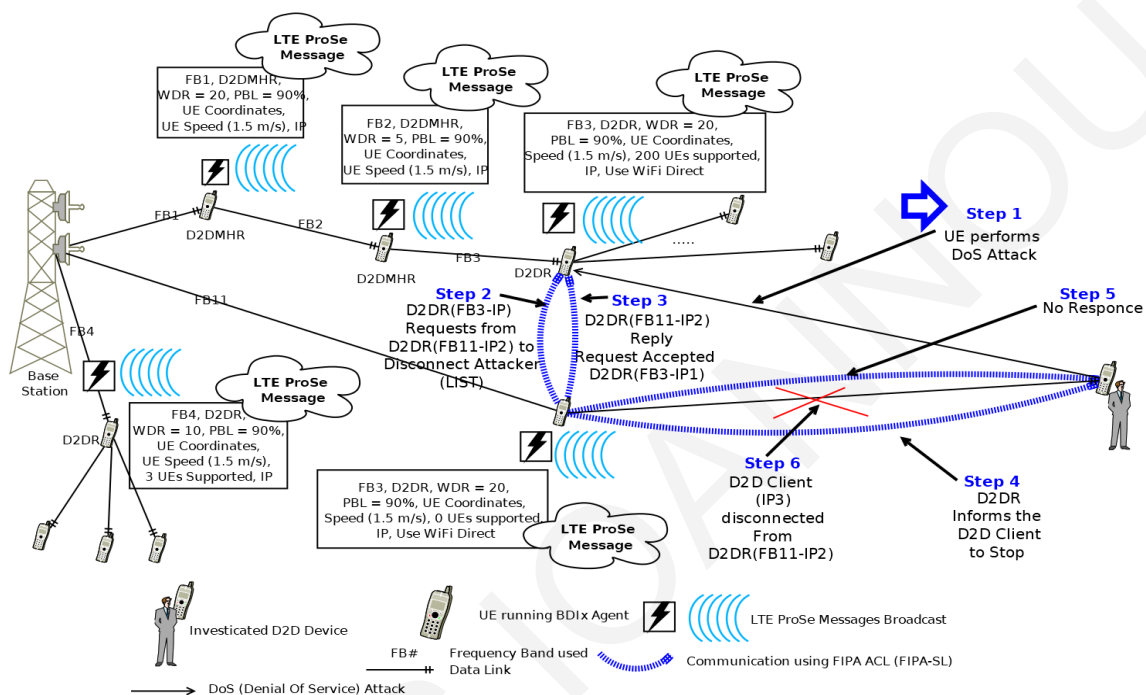 LTE ProSe
Message
FB1, D2DMHR,
WDR = 20, PBL = 90%,
UE Coordinates,
UE Speed (1.5 m/s), IP
LTE ProSe
Message
FB2, D2DMHR,
WDR = 5, PBL = 90%,
UE Coordinates,
UE Speed (1.5 m/s), IP
LTE ProSe
Message
FB3, D2DR, WDR = 20,
PBL = 90%, UE Coordinates,
Speed (1.5 m/s), 200 UEs supported,
IP, Use WiFi Direct
FB1
D2DMHR
FB2
D2DMHR
FB3
D2DR
.....
Step 1
UE performs
DoS Attack
FB11
FB4
Step 2
D2DR(FB3-IP)
Requests from
D2DR(FB11-IP2) to
Disconnect Attacker
(LIST)
Step 3
D2DR(FB11-IP2)
Reply
Request Accepted
D2DR(FB3-IP1)
Step 5
No Responce
Base
Station
LTE ProSe
Message
FB4, D2DR,
WDR = 10, PBL = 90%,
UE Coordinates,
UE Speed (1.5 m/s),
3 UEs Supported, IP
D2DR
FB3, D2DR, WDR = 20,
PBL = 90%, UE Coordinates,
Speed (1.5 m/s), 0 UEs supported
IP, Use WiFi Direct
LTE ProSe
Message
Step 6
D2D Client
(IP3)
disconnected
From
D2DR(FB11-IP2)
Step 4
D2DR
Informs the
D2D Client
to Stop
Investicated D2D Device
UE running BDIx Agent
LTE ProSe Messages Broadcast
FB#
Frequency Band used
Data Link
Communication using FIPA ACL (FIPA-SL)
DoS (Denial Of Service) Attack
IOANNOU